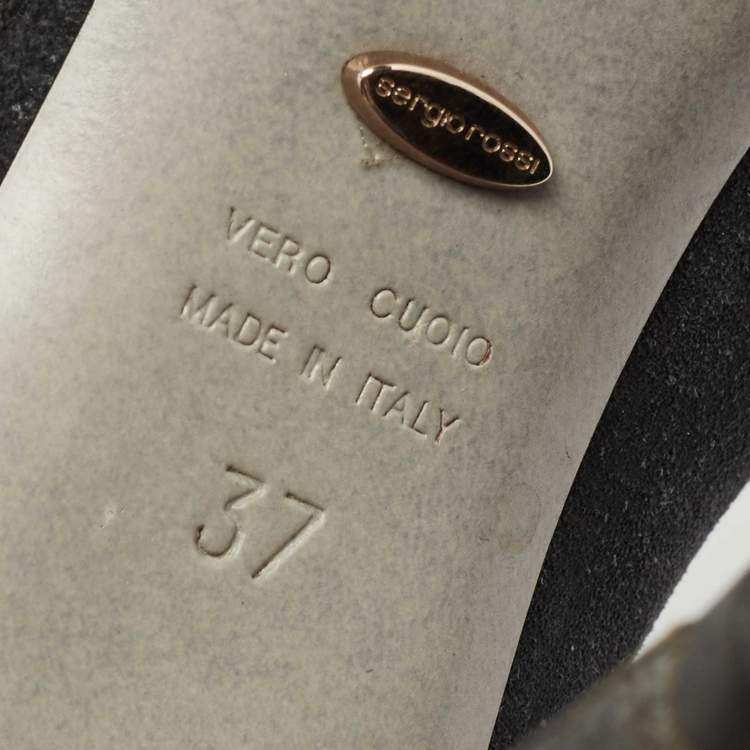 sergiorossi
VERO CUOIO
MADE IN ITALY
37